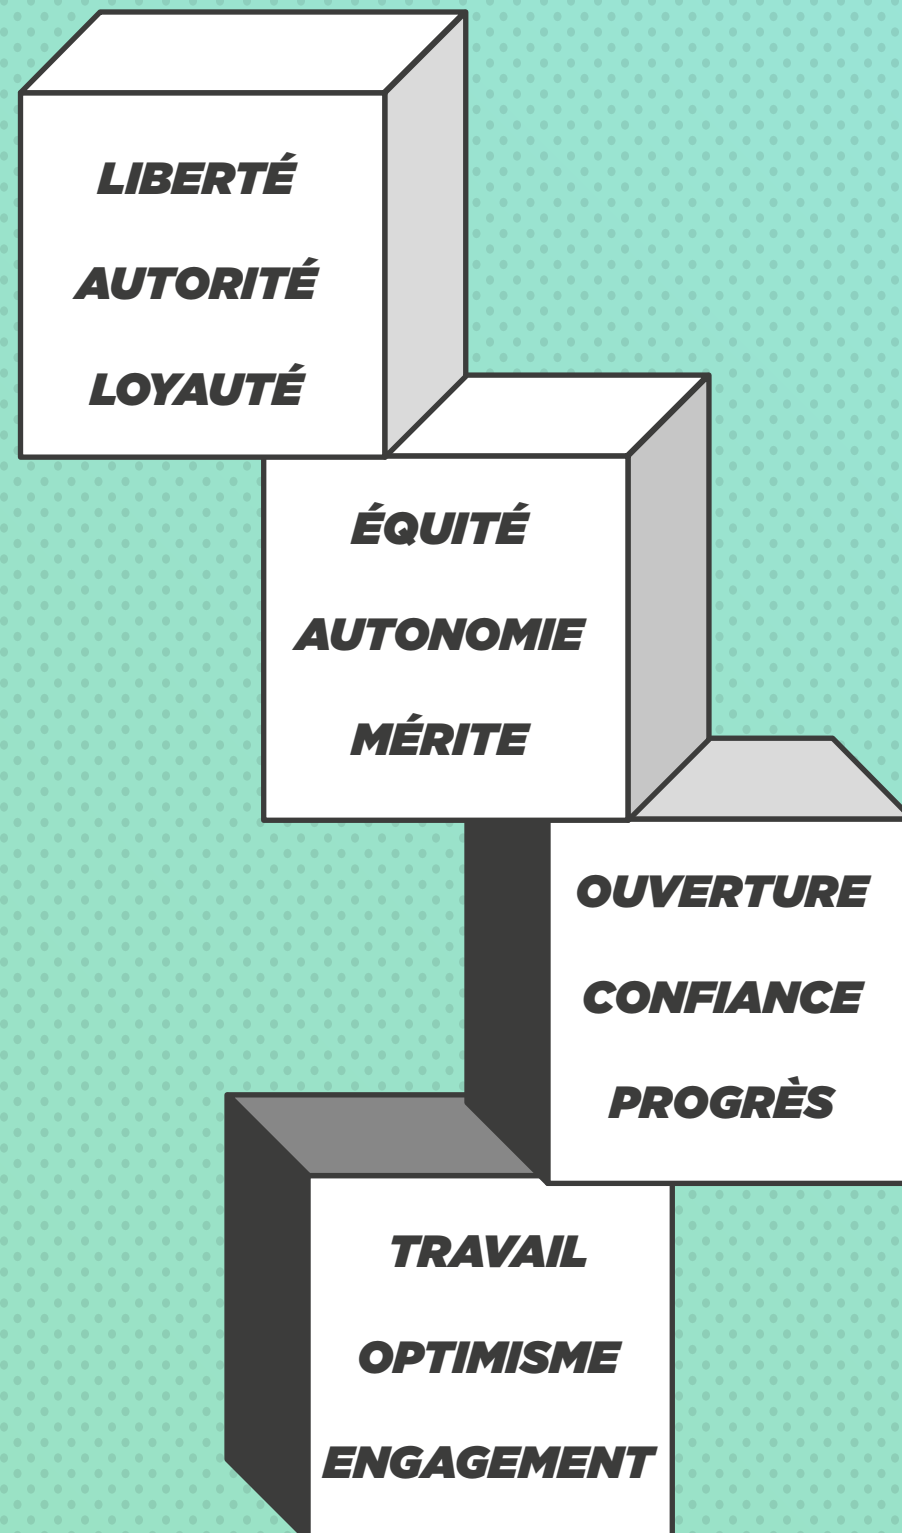 LIBERTÉ
AUTORITÉ
LOYAUTÉ
ÉQUITÉ
AUTONOMIE
MÉRITE
OUVERTURE
CONFIANCE
PROGRÈS
TRAVAIL
OPTIMISME
ENGAGEMENT